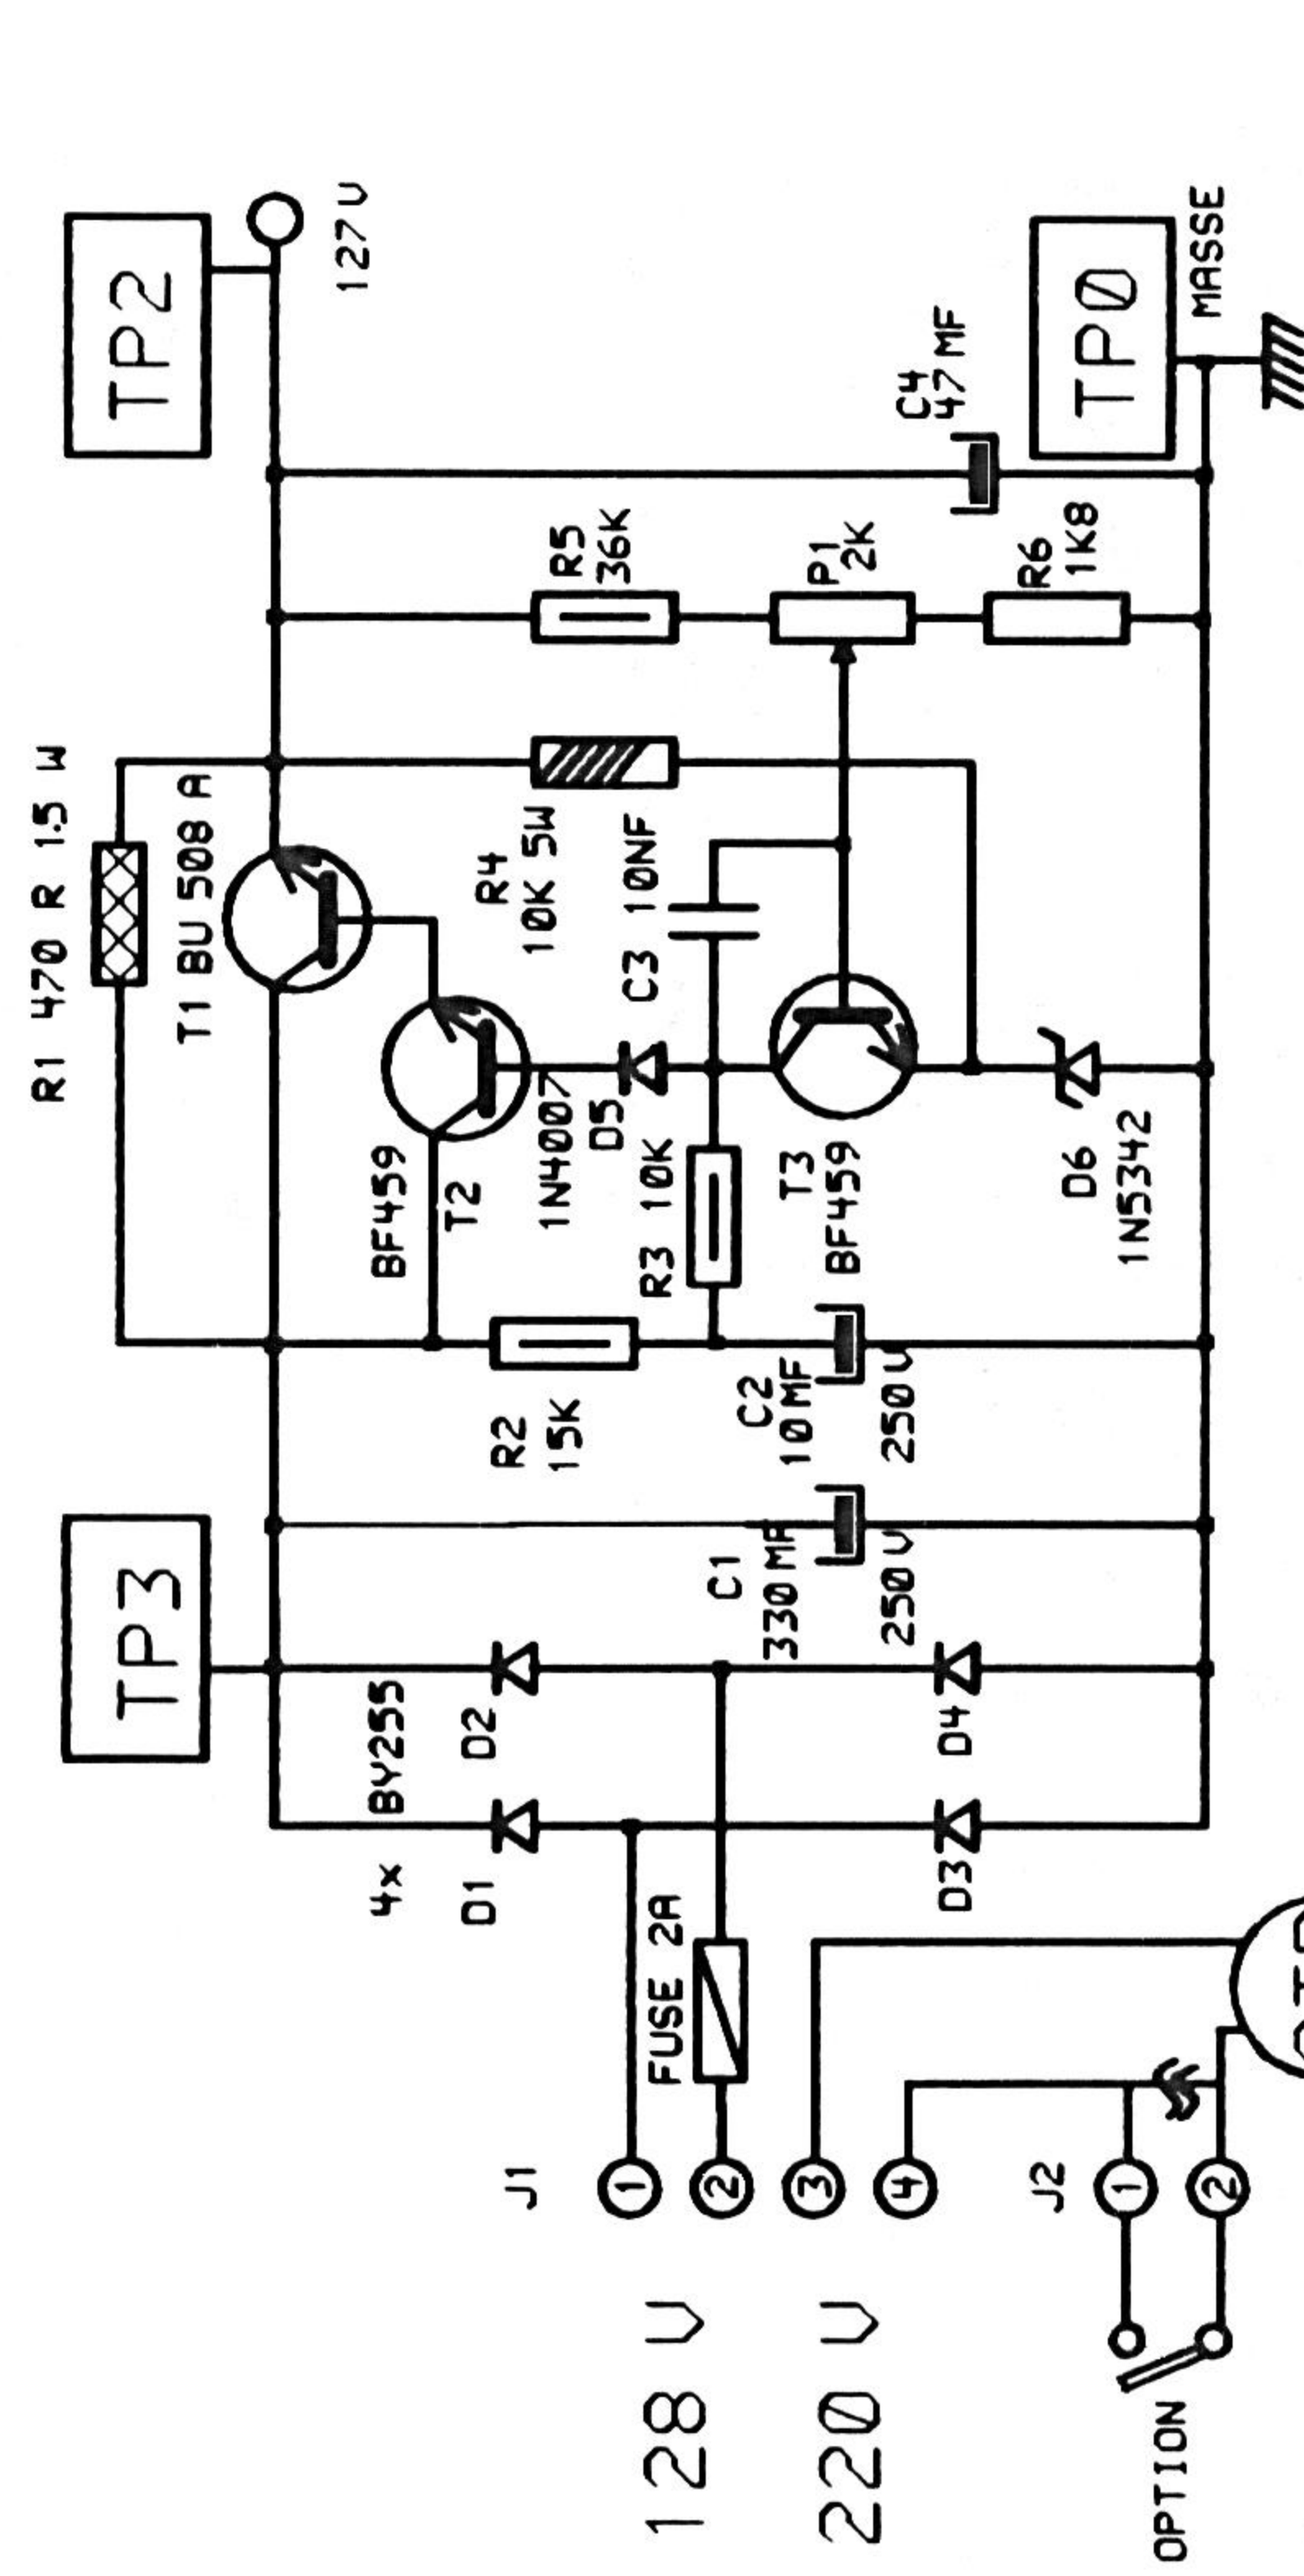 R1 470 R 1.5 W
TP3
TP2
T1 BU 508 A
127 V
4x BY255
BF459
T2
D1
D2
R2
15K
R4
10K 5W
1N4007
D5
R5
36K
J1
128 V
1
FUSE 2A
R3 10K
C3 10NF
2
C1
330 MF
250 V
C2
10 MF
250 V
T3
BF459
P1
2K
220 V
3
4
D3
D4
C4
47 MF
R6
1K8
D6
1N5342
TP0
MASSE
J2
1
2
OPTION